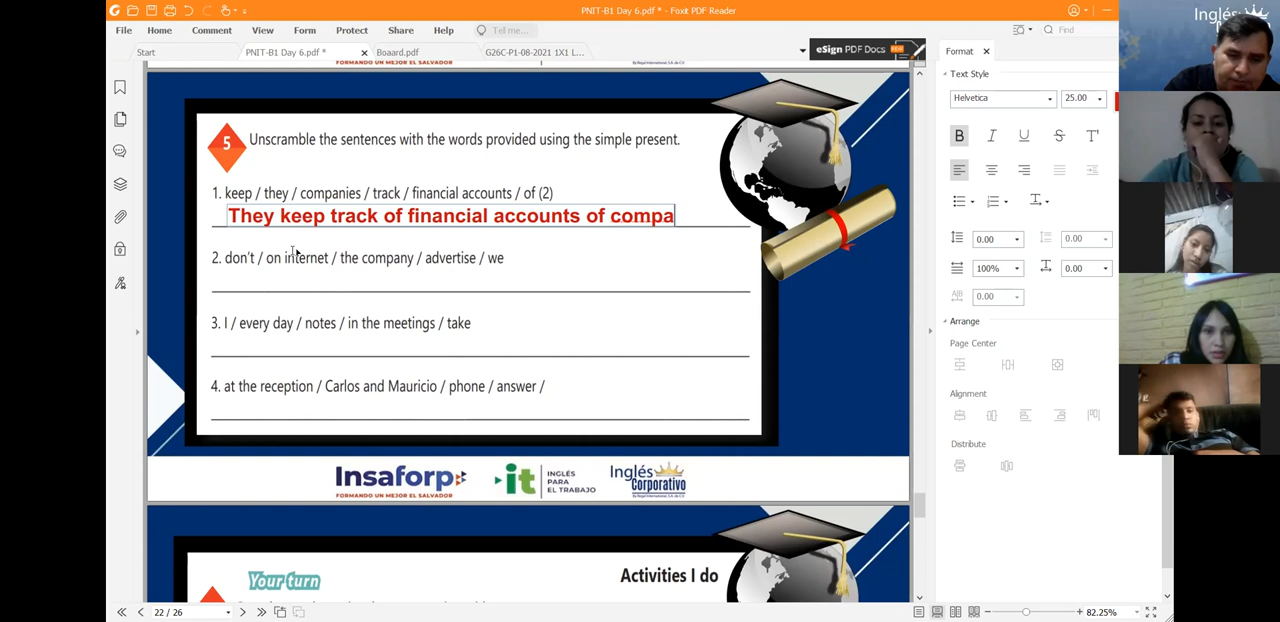 PNIT-B1 Day 6.pdf * - Foxit PDF Reader
File Home Comment View Form Protect Share Help Tell me... Find
Start PNIT-B1 Day 6.pdf * Boaard.pdf G26C-P1-08-2021 1X1 L... eSign PDF Docs
FORMANDO UN MEJOR EL SALVADOR
5 Unscramble the sentences with the words provided using the simple present.
1. keep / they / companies / track / financial accounts / of (2)
They keep track of financial accounts of compa
2. don't / on internet / the company / advertise / we
3. I / every day / notes / in the meetings / take
4. at the reception / Carlos and Mauricio / phone / answer /
Insaforp
FORMANDO UN MEJOR EL SALVADOR
it INGLÉS PARA EL TRABAJO
Inglés Corporativo
Your turn
Activities I do
22 / 26
82.25%
Format
Text Style
Helvetica 25.00
B I U S T
0.00 0.00
100% 0.00
0.00
Arrange
Page Center
Alignment
Distribute
Inglés